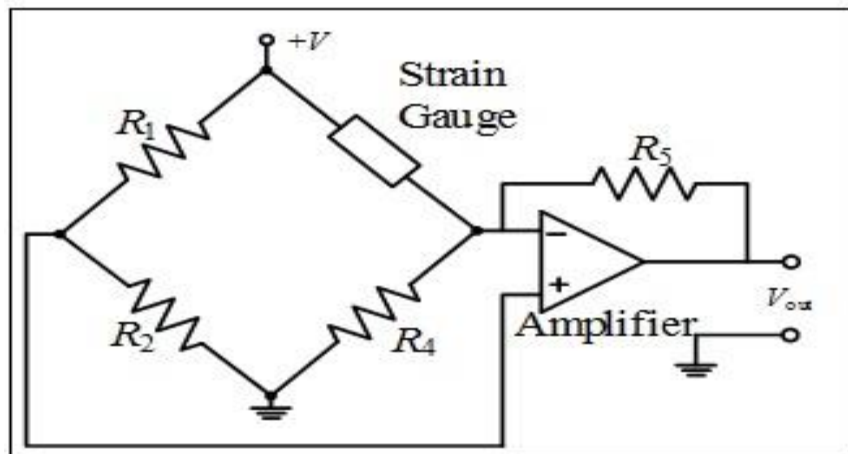 +V
Strain
Gauge
R1
R5
−
+
Vout
Amplifier
R2
R4